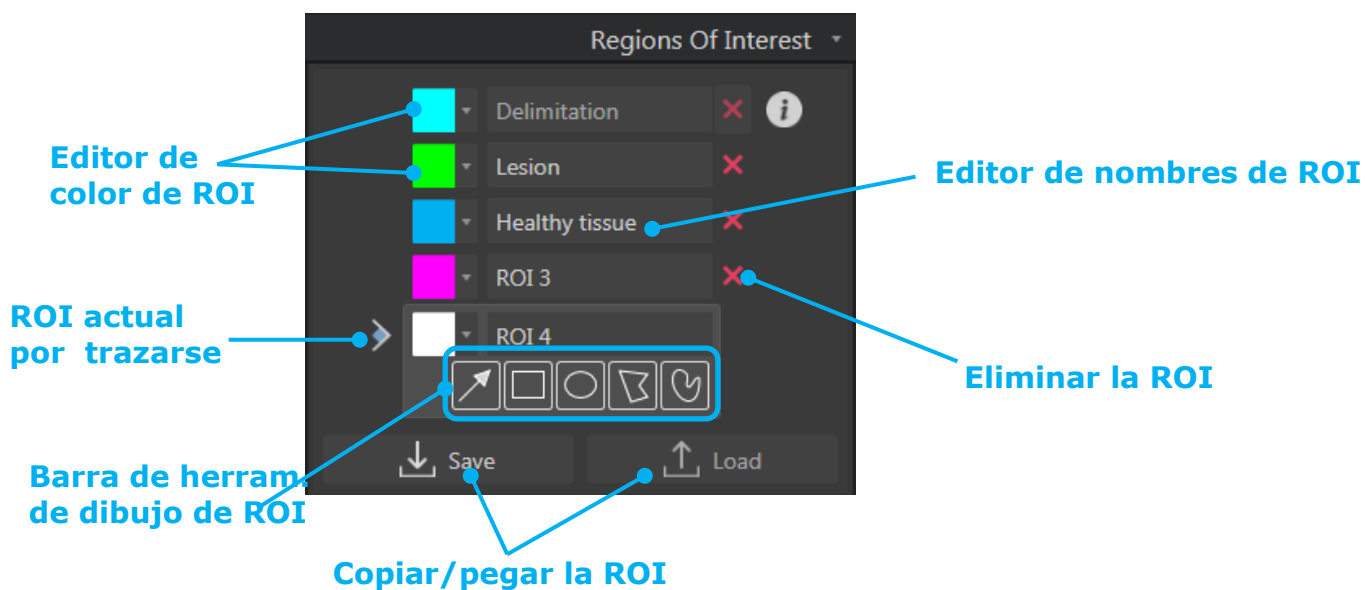 Regions Of Interest
Delimitation
i
Editor de
color de ROI
Lesion
Editor de nombres de ROI
Healthy tissue
ROI 3
ROI actual
por trazarse
ROI 4
Eliminar la ROI
Barra de herram.
de dibujo de ROI
Save
Load
Copiar/pegar la ROI